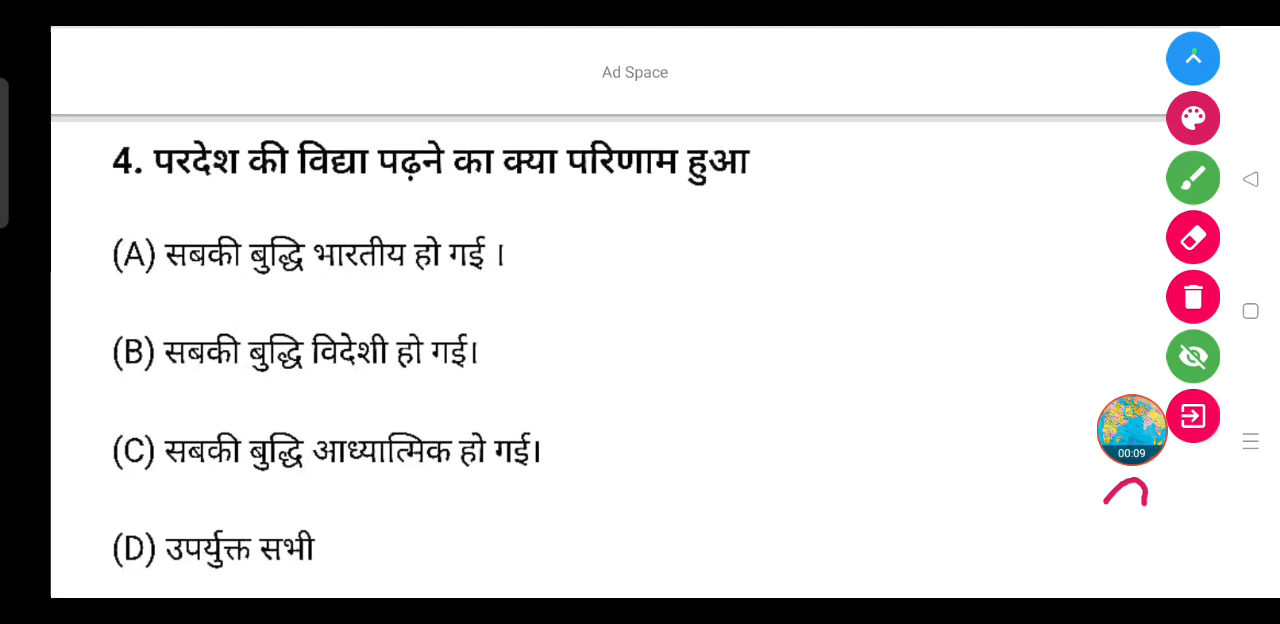 Ad Space
4. परदेश की विद्या पढ़ने का क्या परिणाम हुआ
(A) सबकी बुद्धि भारतीय हो गई ।
(B) सबकी बुद्धि विदेशी हो गई।
(C) सबकी बुद्धि आध्यात्मिक हो गई।
00:09
(D) उपर्युक्त सभी